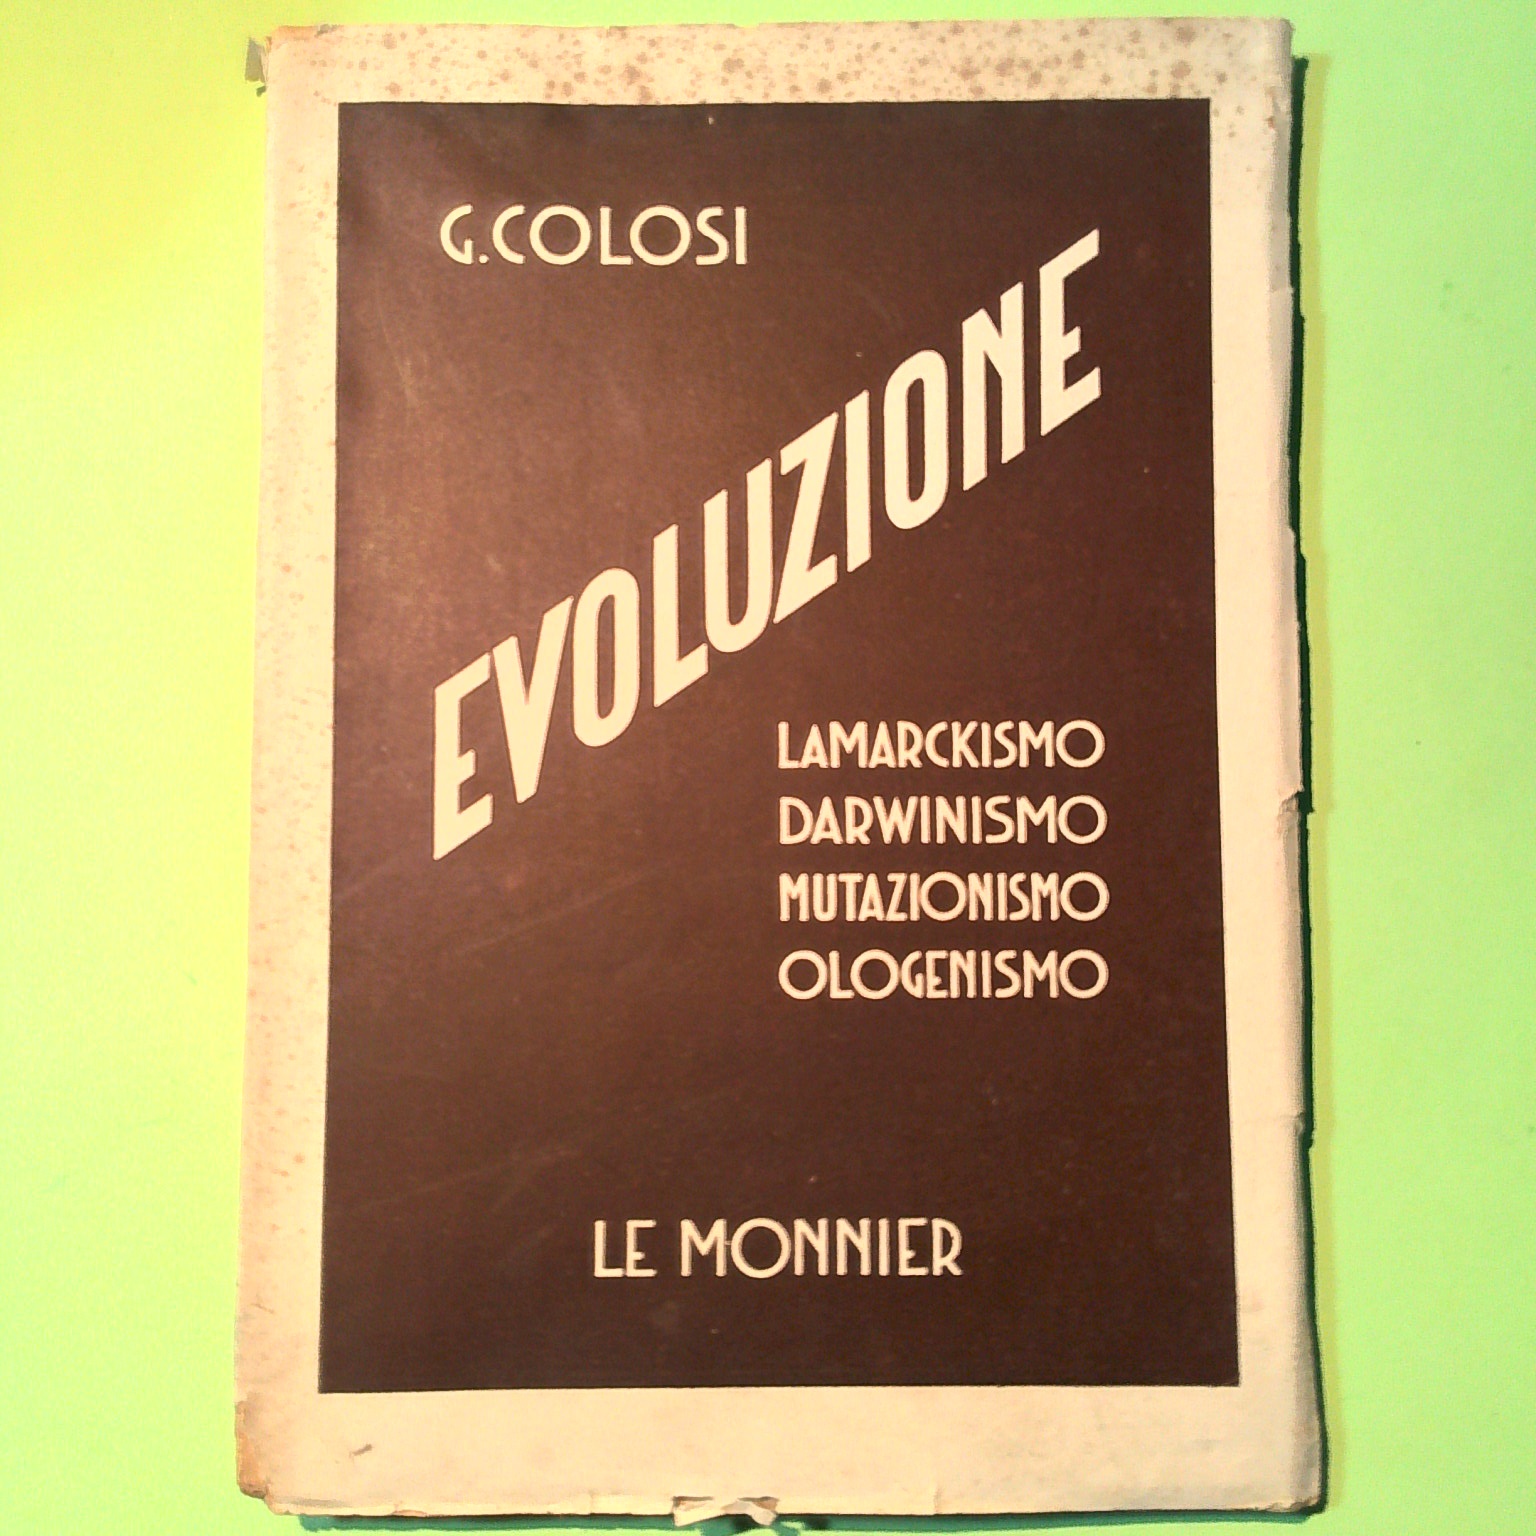 G. COLOSI
EVOLUZIONE
LAMARCKISMO
DARWINISMO
MUTAZIONISMO
OLOGENISMO
LE MONNIER